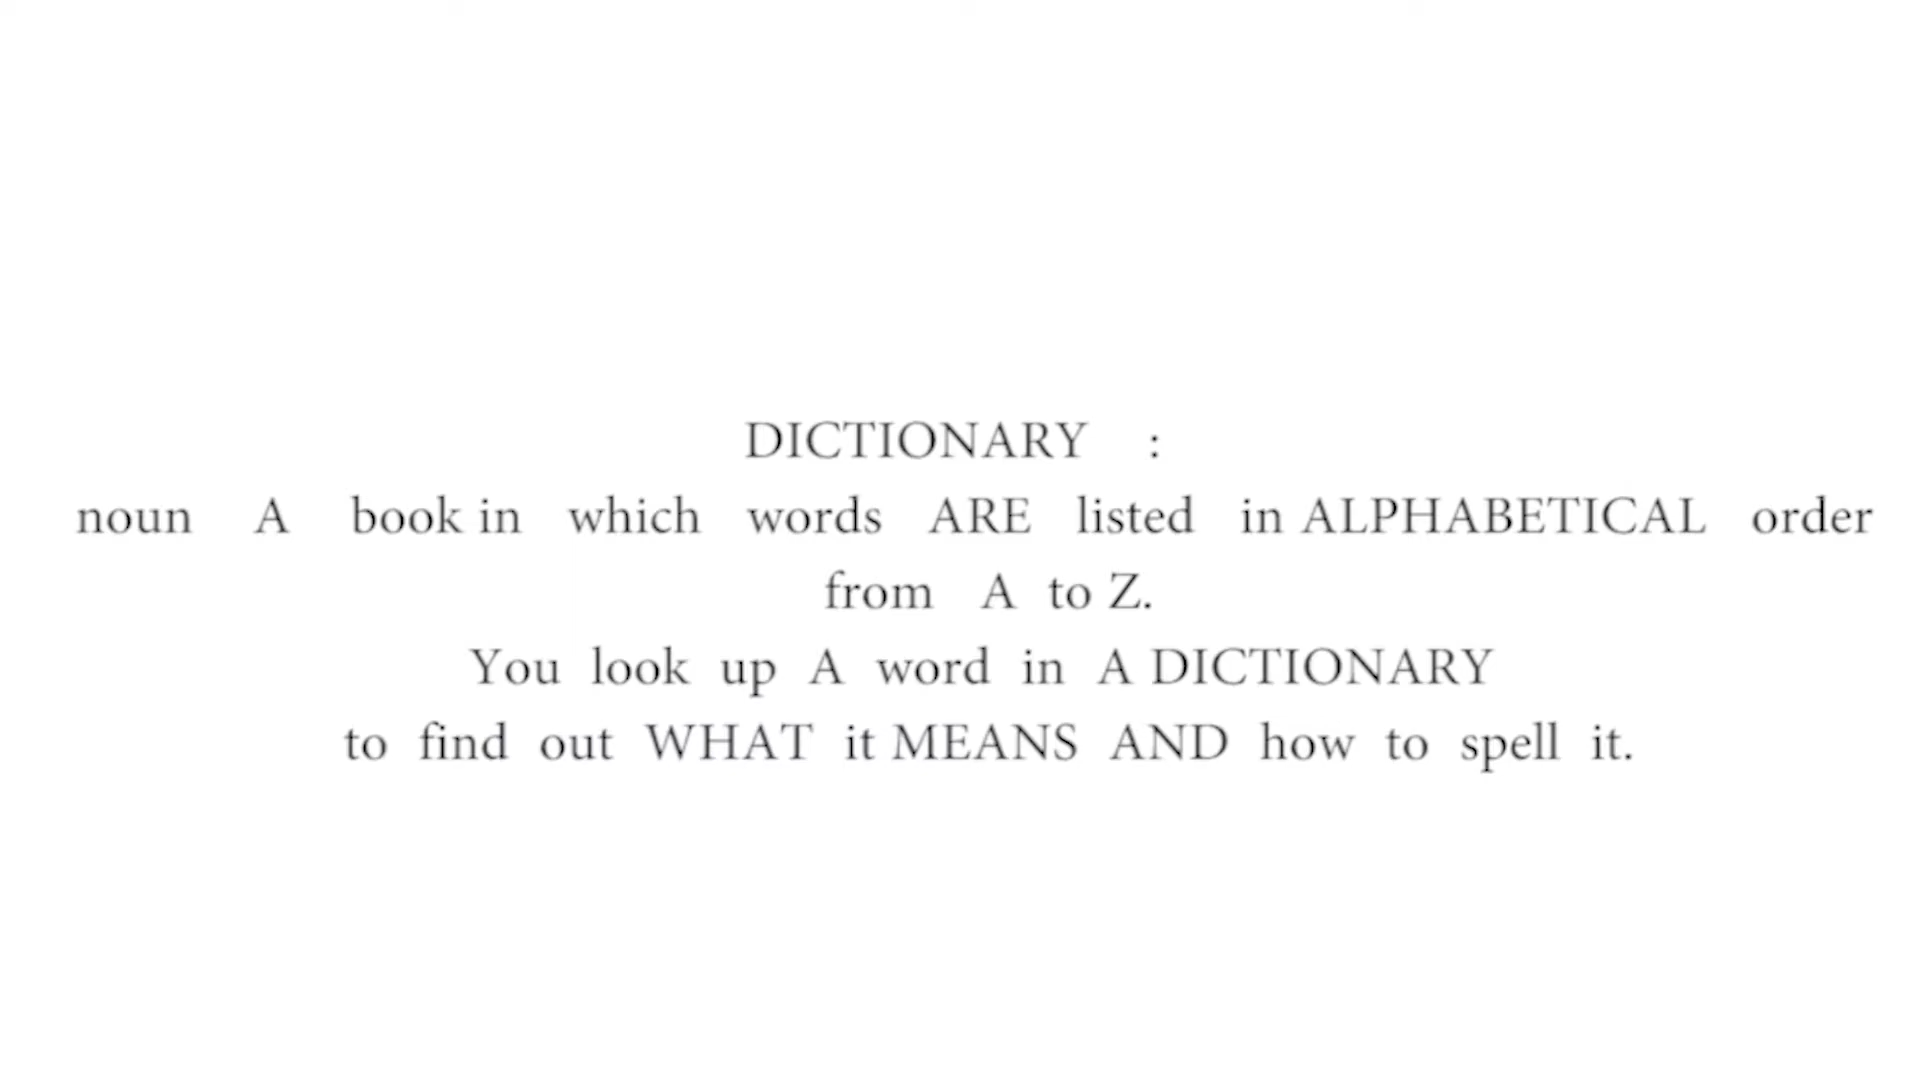 DICTIONARY :
noun A book in which words ARE listed in ALPHABETICAL order
from A to Z.
You look up A word in A DICTIONARY
to find out WHAT it MEANS AND how to spell it.